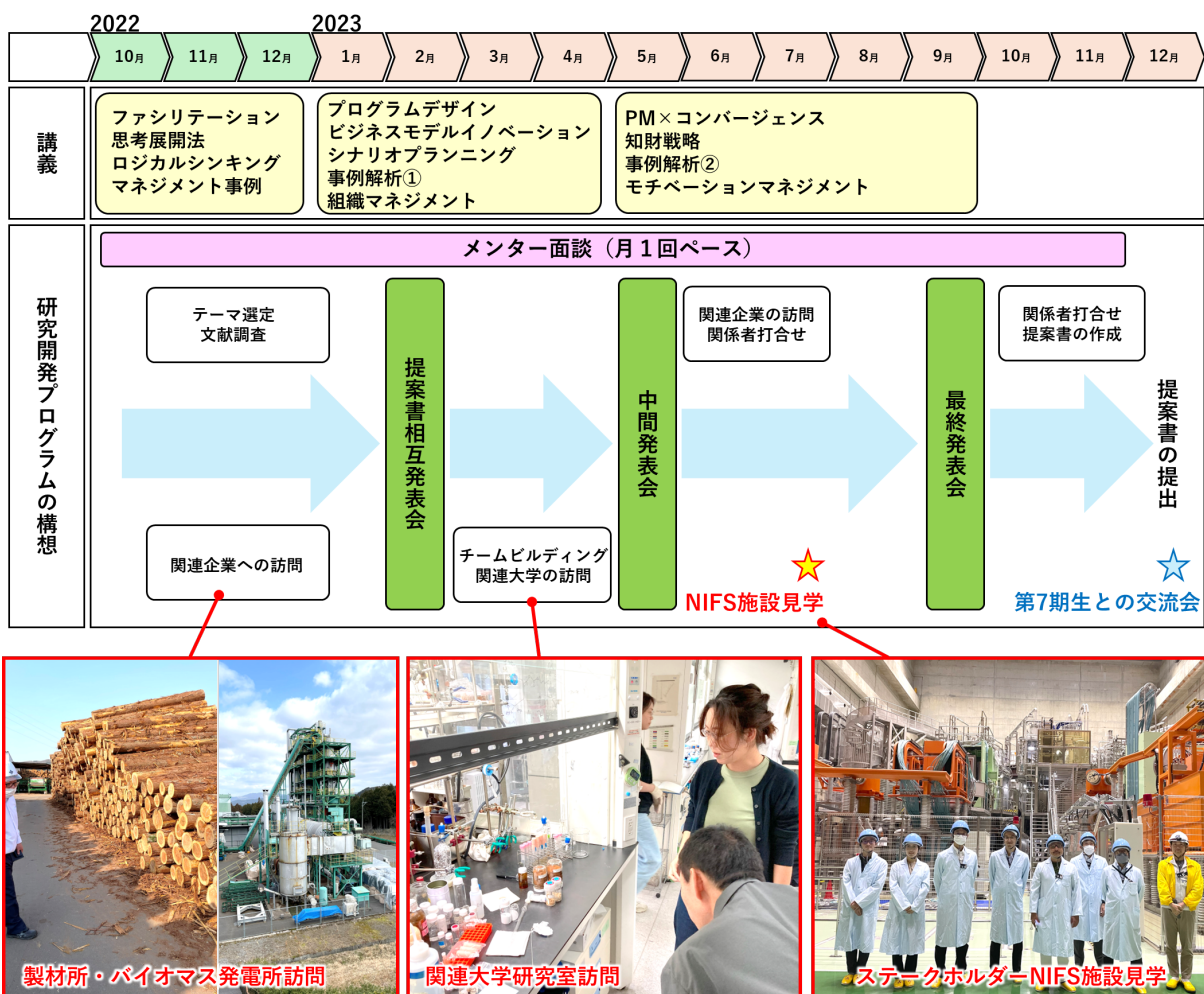 2022
2023
10月
11月
12月
1月
2月
3月
4月
5月
6月
7月
8月
9月
10月
11月
12月
講義
ファシリテーション
思考展開法
ロジカルシンキング
マネジメント事例
プログラムデザイン
ビジネスモデルイノベーション
シナリオプランニング
事例解析①
組織マネジメント
PM×コンバージェンス
知財戦略
事例解析②
モチベーションマネジメント
研究開発プログラムの構想
メンター面談（月１回ペース）
テーマ選定
文献調査
関連企業への訪問
提案書相互発表会
チームビルディング
関連大学の訪問
中間発表会
関連企業の訪問
関係者打合せ
NIFS施設見学
最終発表会
関係者打合せ
提案書の作成
提案書の提出
第7期生との交流会
製材所・バイオマス発電所訪問
関連大学研究室訪問
ステークホルダーNIFS施設見学